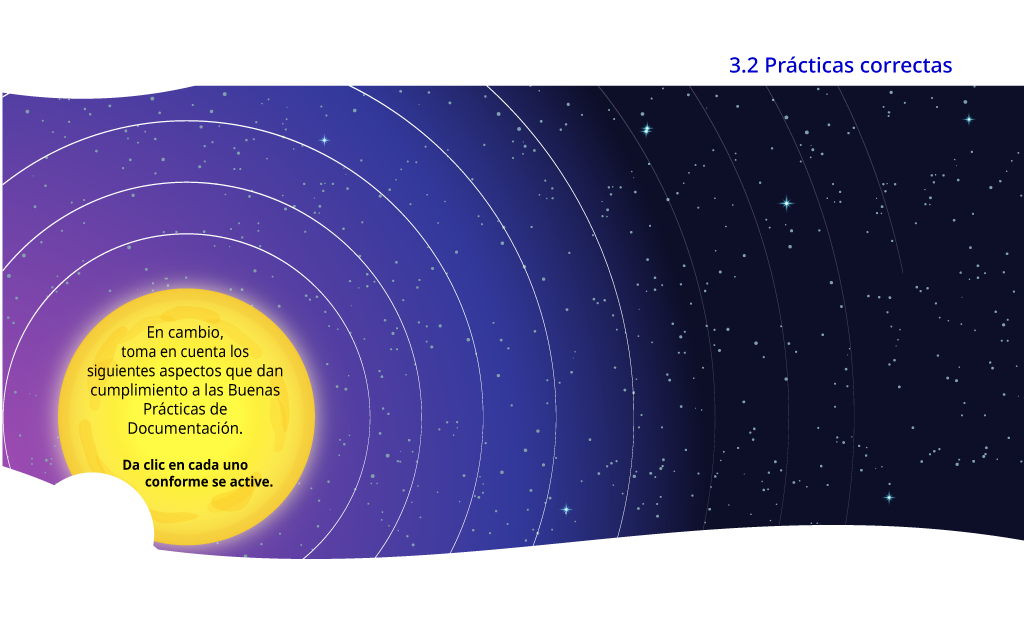 3.2 Prácticas correctas
En cambio,
toma en cuenta los
siguientes aspectos que dan
cumplimiento a las Buenas
Prácticas de
Documentación.
Da clic en cada uno
conforme se active.